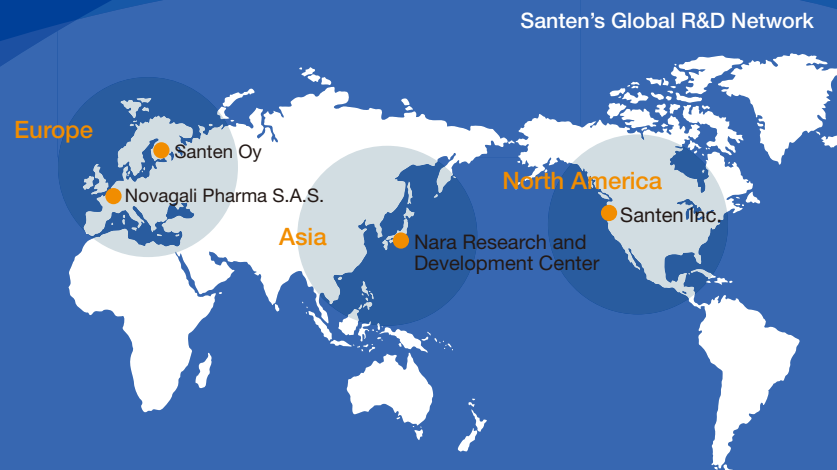 Santen’s Global R&D Network
Europe
Santen Oy
Novagali Pharma S.A.S.
Asia
Nara Research and
Development Center
North America
Santen Inc.